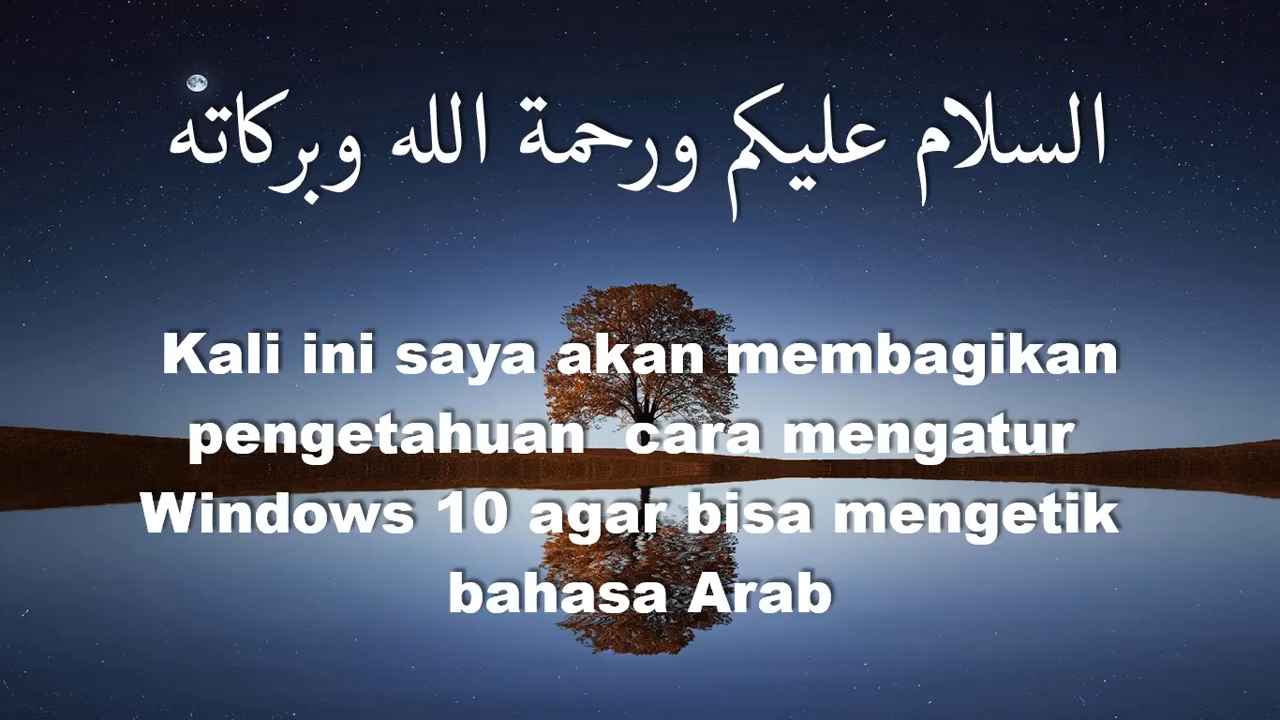 السلام عليكم ورحمة الله وبركاته
Kali ini saya akan membagikan
pengetahuan  cara mengatur
Windows 10 agar bisa mengetik
bahasa Arab